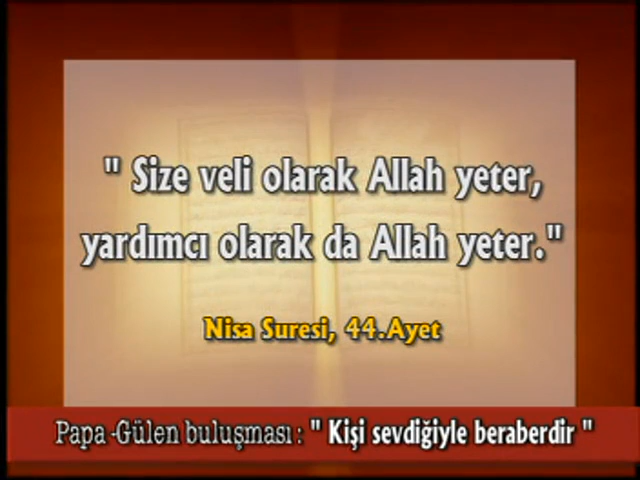 " Size veli olarak Allah yeter,
yardımcı olarak da Allah yeter."
Nisa Suresi, 44.Ayet
Papa -Gülen buluşması : " Kişi sevdiğiyle beraberdir "